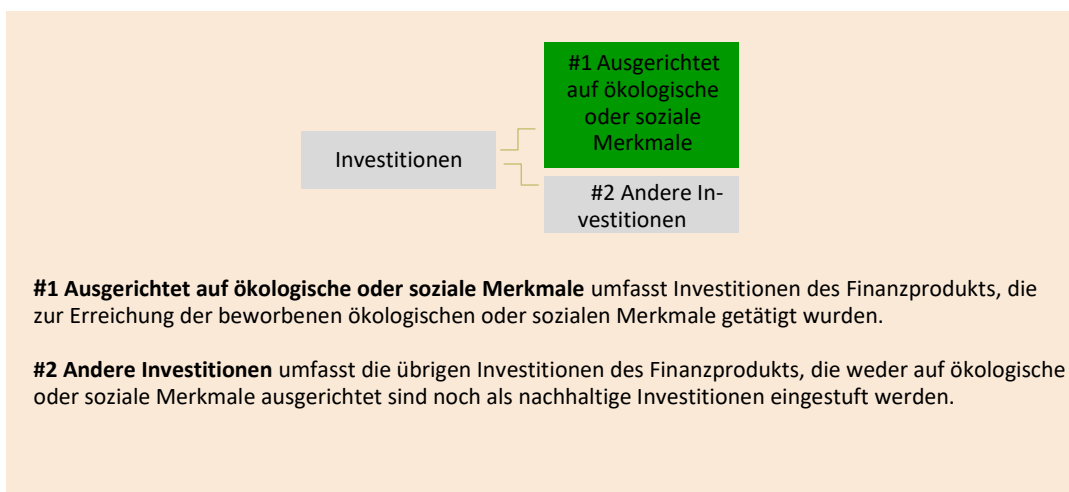 #1 Ausgerichtet
auf ökologische
oder soziale
Merkmale
Investitionen
#2 Andere In-
vestitionen
#1 Ausgerichtet auf ökologische oder soziale Merkmale umfasst Investitionen des Finanzprodukts, die
zur Erreichung der beworbenen ökologischen oder sozialen Merkmale getätigt wurden.
#2 Andere Investitionen umfasst die übrigen Investitionen des Finanzprodukts, die weder auf ökologische
oder soziale Merkmale ausgerichtet sind noch als nachhaltige Investitionen eingestuft werden.